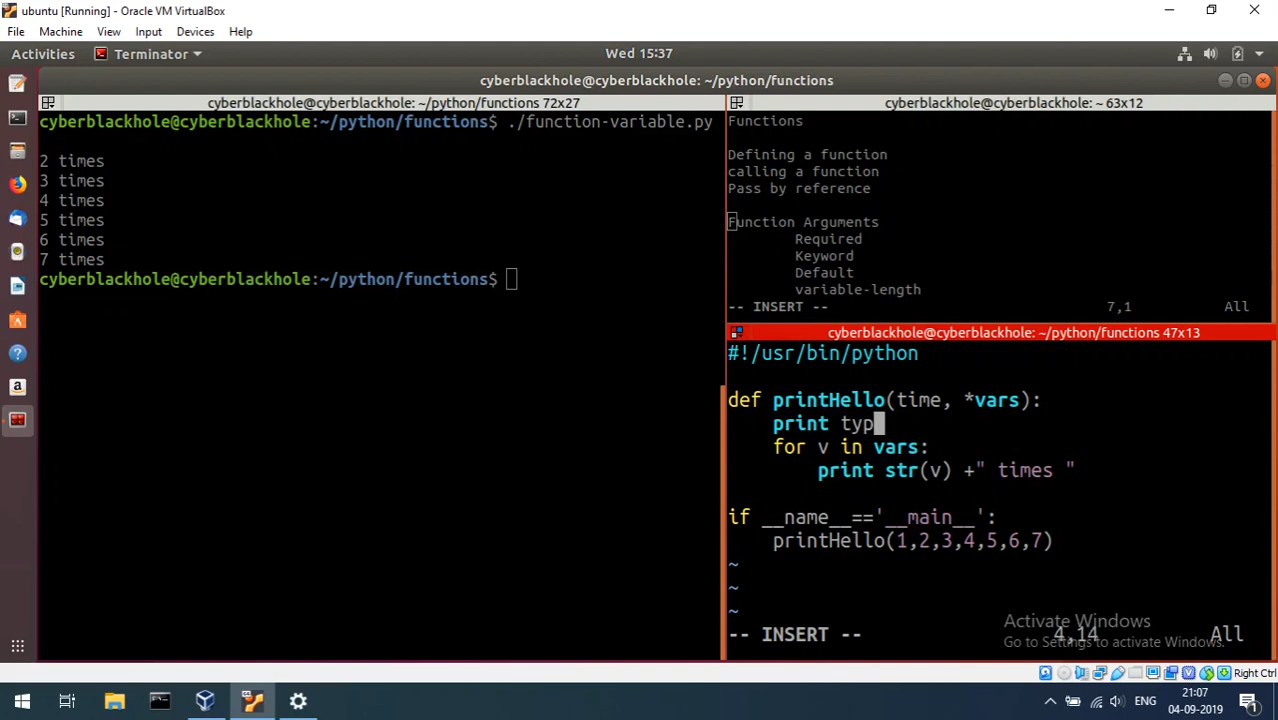 ubuntu [Running] - Oracle VM VirtualBox
File Machine View Input Devices Help
Activities Terminator Wed 15:37
cyberblackhole@cyberblackhole: ~/python/functions
cyberblackhole@cyberblackhole: ~/python/functions 72x27
cyberblackhole@cyberblackhole:~/python/functions$ ./function-variable.py
2 times
3 times
4 times
5 times
6 times
7 times
cyberblackhole@cyberblackhole:~/python/functions$
cyberblackhole@cyberblackhole: ~ 63x12
Functions
Defining a function
calling a function
Pass by reference
Function Arguments
Required
Keyword
Default
variable-length
-- INSERT -- 7,1 All
cyberblackhole@cyberblackhole: ~/python/functions 47x13
#!/usr/bin/python
def printHello(time, *vars):
print typ
for v in vars:
print str(v) +" times "
if __name__=='__main__':
printHello(1,2,3,4,5,6,7)
~
~
~
-- INSERT -- 4,14 All
Activate Windows
Go to Settings to activate Windows.
Right Ctrl
ENG
21:07
04-09-2019
1